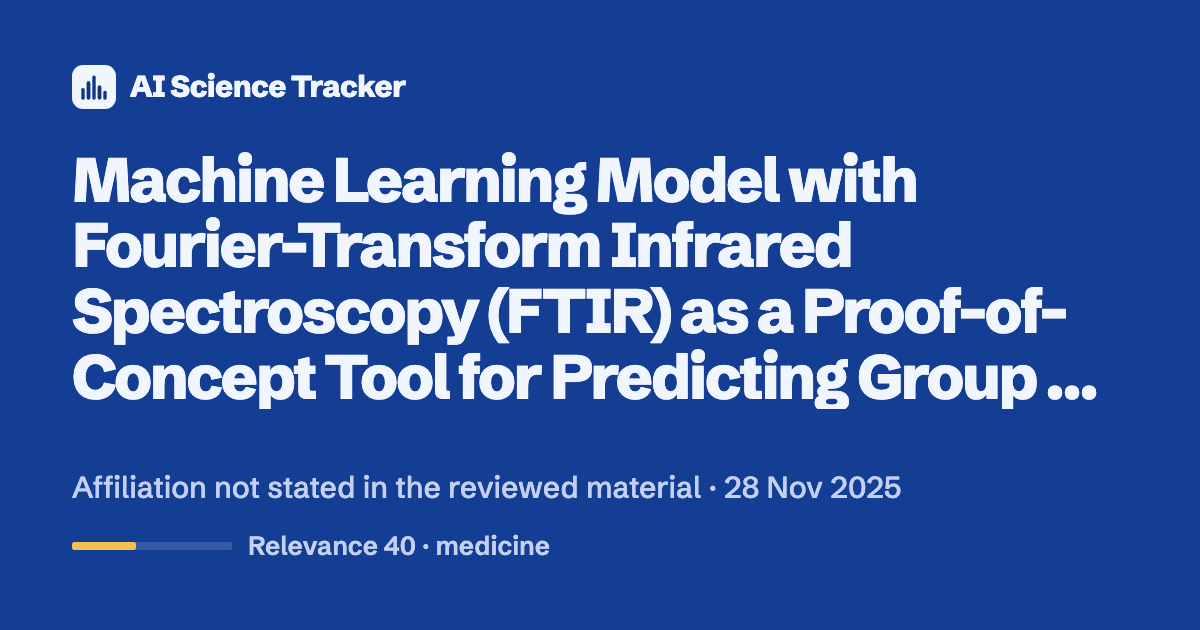 AI Science Tracker
Machine Learning Model with
Fourier-Transform Infrared
Spectroscopy (FTIR) as a Proof-of-
Concept Tool for Predicting Group ...
Affiliation not stated in the reviewed material · 28 Nov 2025
Relevance 40 · medicine